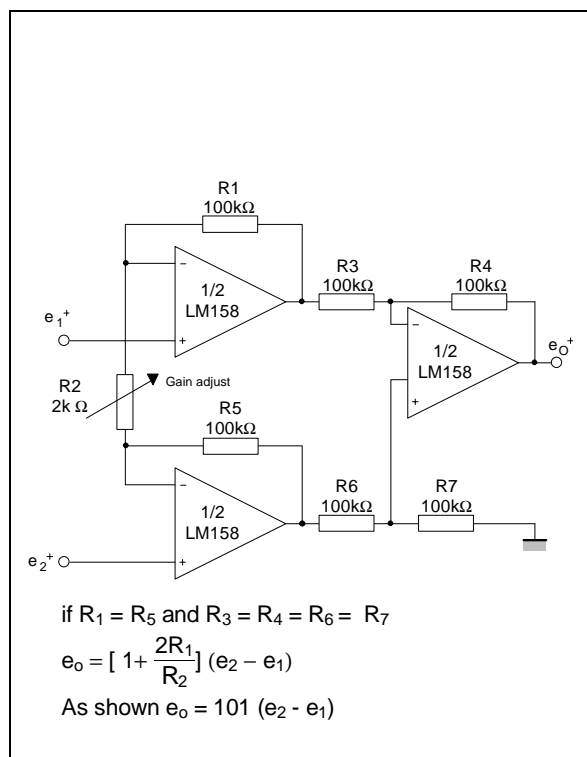 R1
100kΩ
1/2
LM158
e1+
R3
100kΩ
R4
100kΩ
1/2
LM158
eO+
R2
2k Ω
Gain adjust
R5
100kΩ
1/2
LM158
e2+
R6
100kΩ
R7
100kΩ
if R1 = R5 and R3 = R4 = R6 = R7
eo = [ 1+ 2R1/R2 ] (e2 – e1)
As shown eo = 101 (e2 - e1)